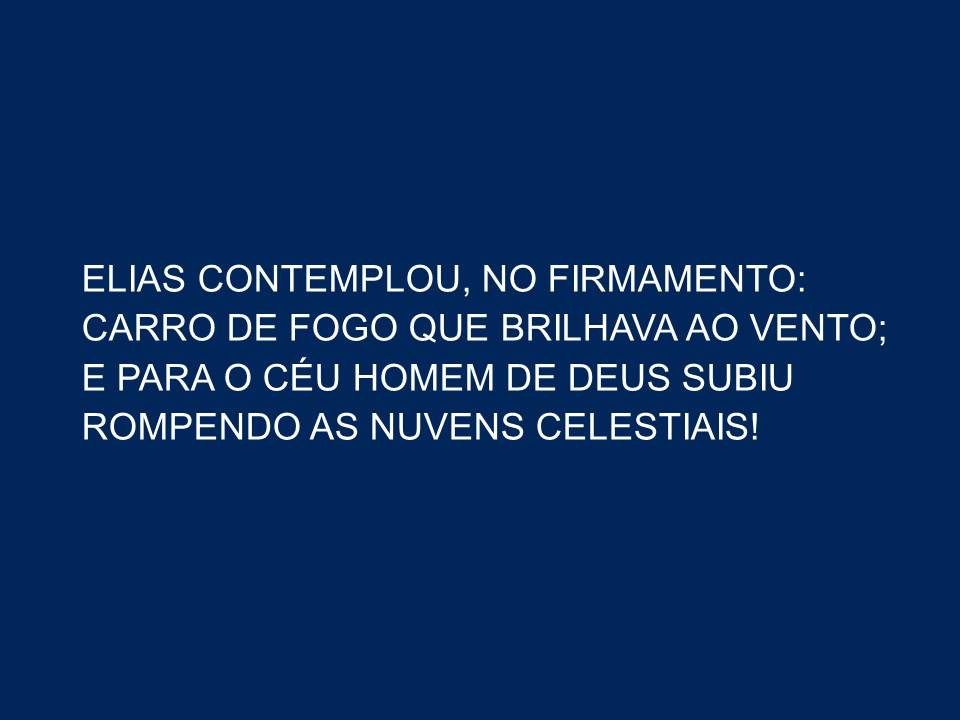 ELIAS CONTEMPLOU, NO FIRMAMENTO:
CARRO DE FOGO QUE BRILHAVA AO VENTO;
E PARA O CÉU HOMEM DE DEUS SUBIU
ROMPENDO AS NUVENS CELESTIAIS!